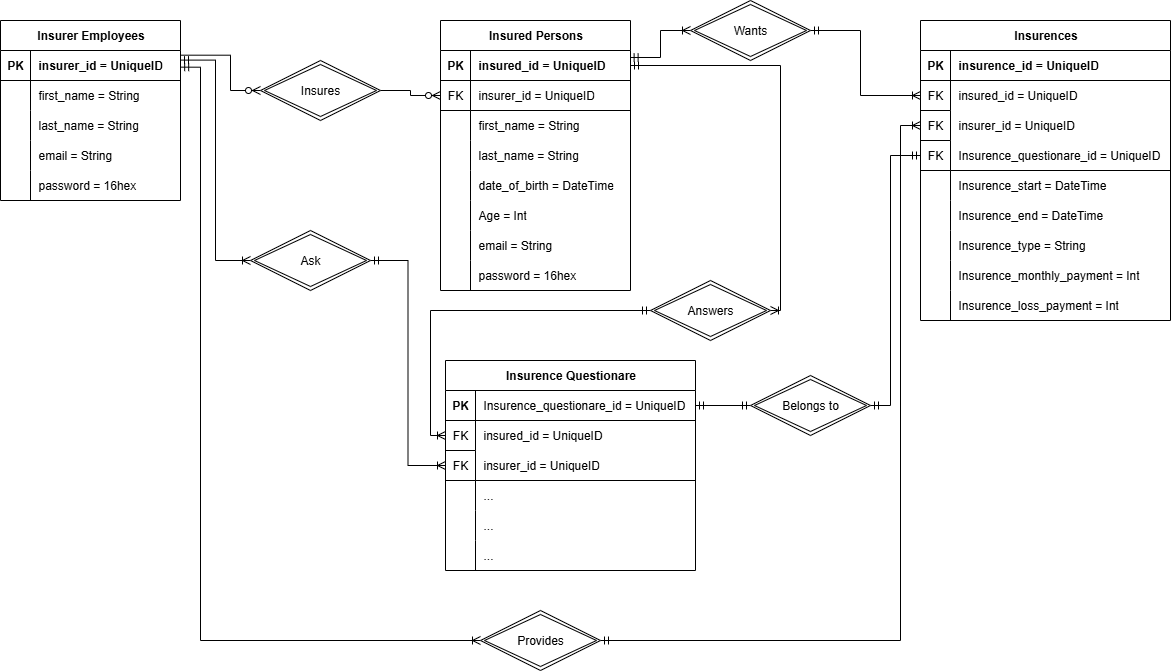 Insurer Employees
PK insurer_id = UniqueID
first_name = String
last_name = String
email = String
password = 16hex
Insures
Insured Persons
PK insured_id = UniqueID
FK insurer_id = UniqueID
first_name = String
last_name = String
date_of_birth = DateTime
Age = Int
email = String
password = 16hex
Wants
Insurences
PK insurence_id = UniqueID
FK insured_id = UniqueID
FK insurer_id = UniqueID
FK Insurence_questionare_id = UniqueID
Insurence_start = DateTime
Insurence_end = DateTime
Insurence_type = String
Insurence_monthly_payment = Int
Insurence_loss_payment = Int
Ask
Answers
Insurence Questionare
PK Insurence_questionare_id = UniqueID
FK insured_id = UniqueID
FK insurer_id = UniqueID
...
...
...
Belongs to
Provides